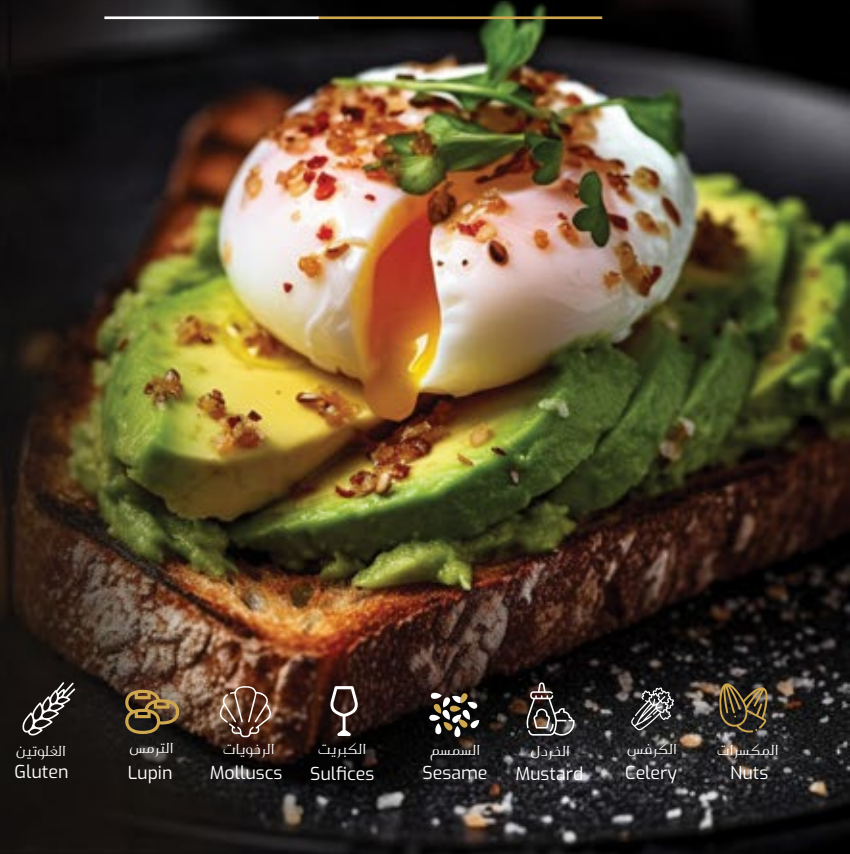 الغلوتين
Gluten
الترمس
Lupin
الرخويات
Molluscs
الكبريت
Sulfices
السمسم
Sesame
الخردل
Mustard
الكرفس
Celery
المكسرات
Nuts